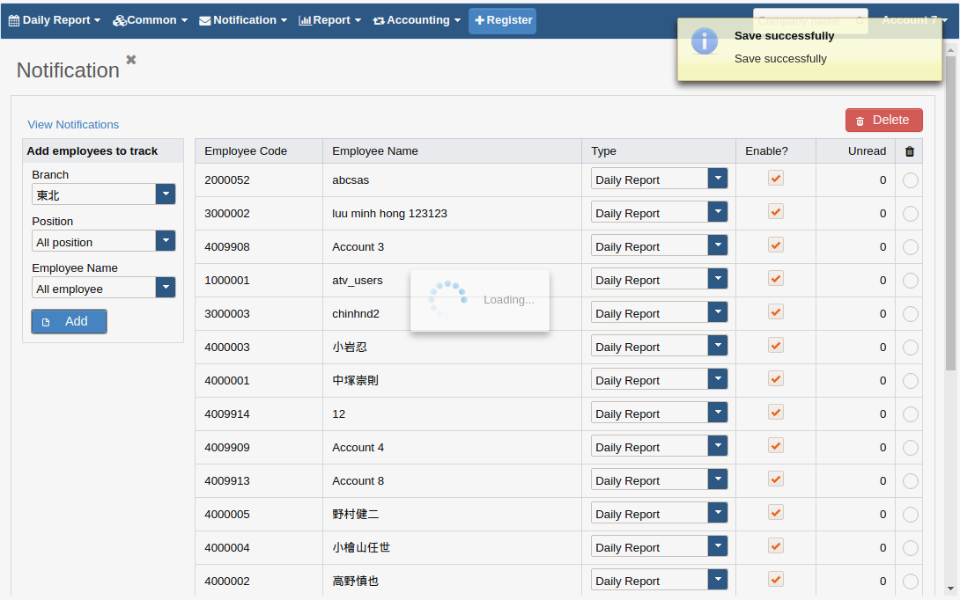 Daily Report Common Notification Report Accounting Register Account 7
Save successfully
Save successfully
Notification
View Notifications
Delete
Add employees to track
Branch
東北
Position
All position
Employee Name
All employee
Add
Employee Code Employee Name Type Enable? Unread
2000052 abcsas Daily Report 0
3000002 luu minh hong 123123 Daily Report 0
4009908 Account 3 Daily Report 0
1000001 atv_users Daily Report 0
3000003 chinhnd2 Daily Report 0
4000003 小岩忍 Daily Report 0
4000001 中塚崇則 Daily Report 0
4009914 12 Daily Report 0
4009909 Account 4 Daily Report 0
4009913 Account 8 Daily Report 0
4000005 野村健二 Daily Report 0
4000004 小檜山任世 Daily Report 0
4000002 高野慎也 Daily Report 0
Loading...